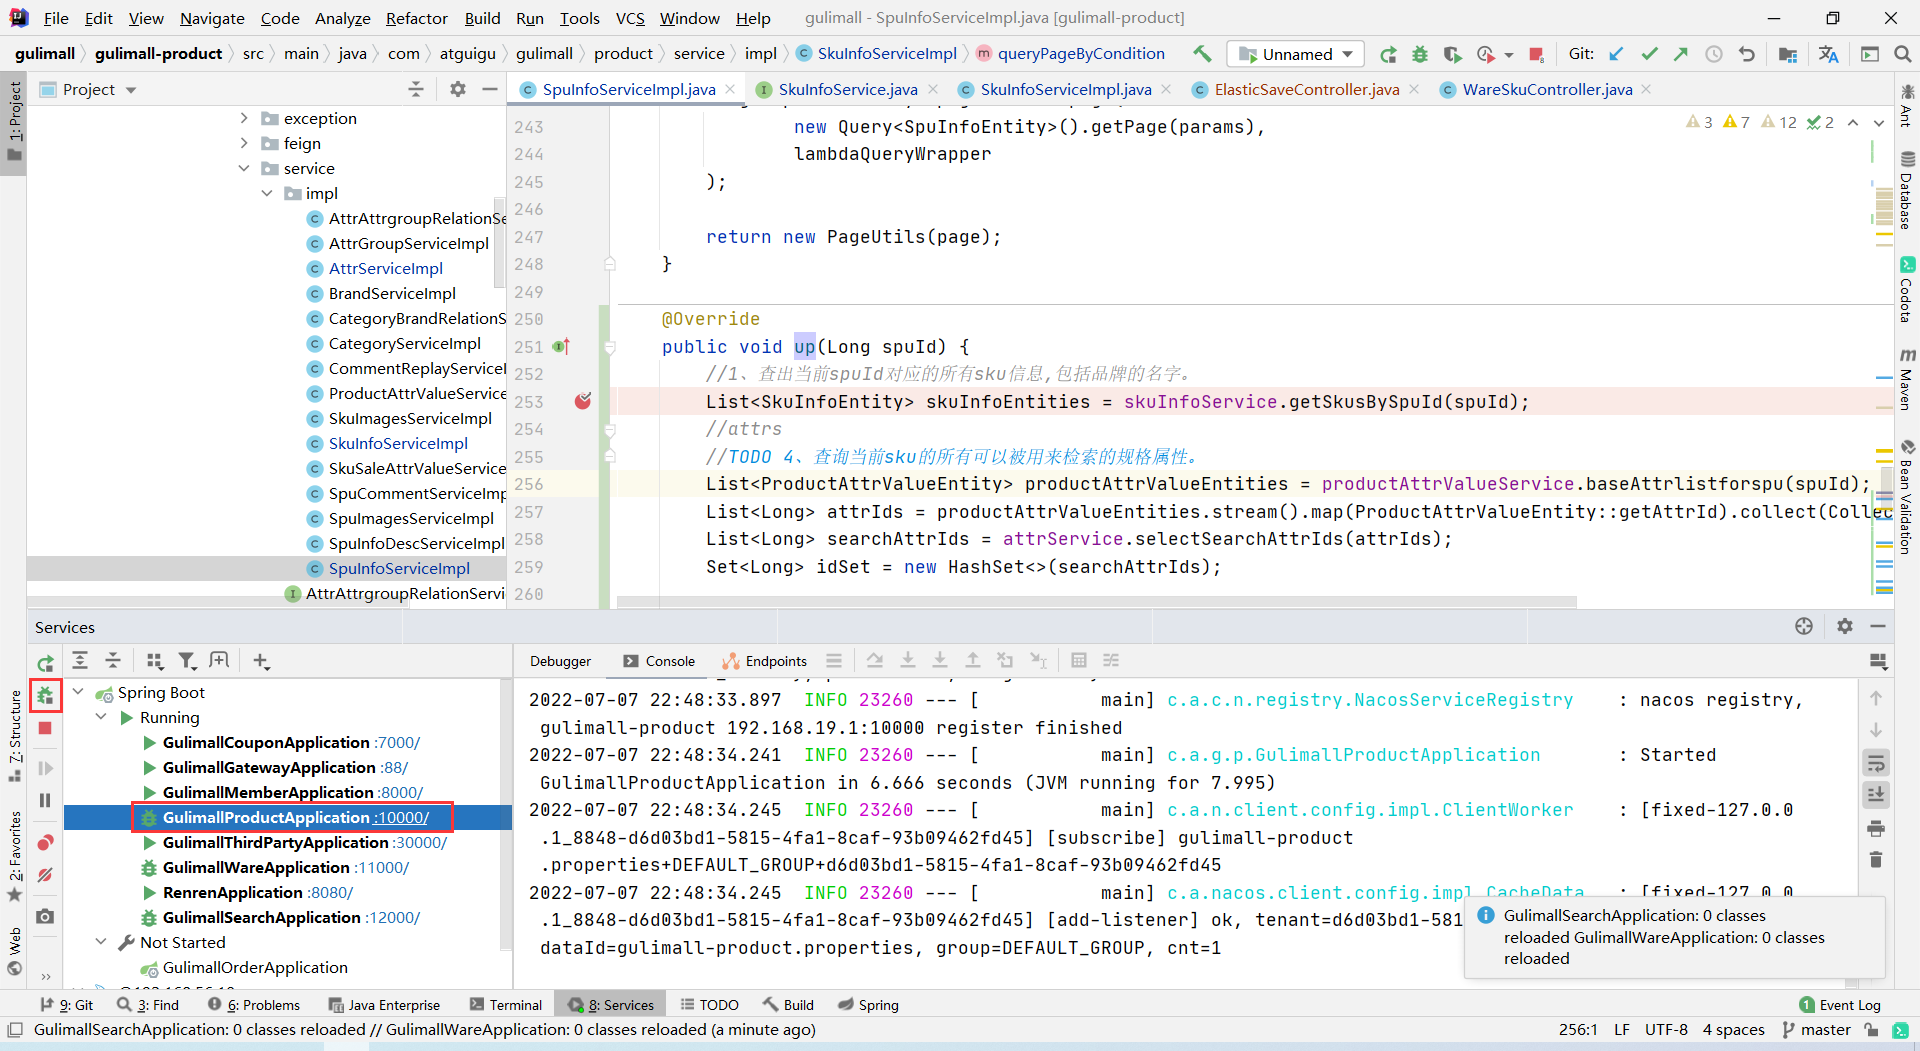 File Edit View Navigate Code Analyze Refactor Build Run Tools VCS Window Help gulimall - SpuInfoServiceImpl.java [gulimall-product]
gulimall gulimall-product src main java com atguigu gulimall product service impl SkuInfoServiceImpl queryPageByCondition Unnamed Git:
1: Project
Project
SpuInfoServiceImpl.java SkuInfoService.java SkuInfoServiceImpl.java ElasticSaveController.java WareSkuController.java
exception
feign
service
impl
AttrAttrgroupRelationSe
AttrGroupServiceImpl
AttrServiceImpl
BrandServiceImpl
CategoryBrandRelationS
CategoryServiceImpl
CommentReplayServiceI
ProductAttrValueService
SkuImagesServiceImpl
SkuInfoServiceImpl
SkuSaleAttrValueService
SpuCommentServiceImp
SpuImagesServiceImpl
SpuInfoDescServiceImpl
SpuInfoServiceImpl
AttrAttrgroupRelationServi
3 7 12 2
243 new Query<SpuInfoEntity>().getPage(params),
244 lambdaQueryWrapper
245 );
246
247 return new PageUtils(page);
248 }
249
250 @Override
251 public void up(Long spuId) {
252 //1、查出当前spuId对应的所有sku信息,包括品牌的名字。
253 List<SkuInfoEntity> skuInfoEntities = skuInfoService.getSkusBySpuId(spuId);
254 //attrs
255 //TODO 4、查询当前sku的所有可以被用来检索的规格属性。
256 List<ProductAttrValueEntity> productAttrValueEntities = productAttrValueService.baseAttrlistforspu(spuId);
257 List<Long> attrIds = productAttrValueEntities.stream().map(ProductAttrValueEntity::getAttrId).collect(Collec
258 List<Long> searchAttrIds = attrService.selectSearchAttrIds(attrIds);
259 Set<Long> idSet = new HashSet<>(searchAttrIds);
260
Ant
Database
Codota
Maven
Bean Validation
Services
7: Structure
2: Favorites
Web
Spring Boot
Running
GulimallCouponApplication :7000/
GulimallGatewayApplication :88/
GulimallMemberApplication :8000/
GulimallProductApplication :10000/
GulimallThirdPartyApplication :30000/
GulimallWareApplication :11000/
RenrenApplication :8080/
GulimallSearchApplication :12000/
Not Started
GulimallOrderApplication
Debugger Console Endpoints
2022-07-07 22:48:33.897 INFO 23260 --- [ main] c.a.c.n.registry.NacosServiceRegistry : nacos registry,
gulimall-product 192.168.19.1:10000 register finished
2022-07-07 22:48:34.241 INFO 23260 --- [ main] c.a.g.p.GulimallProductApplication : Started
GulimallProductApplication in 6.666 seconds (JVM running for 7.995)
2022-07-07 22:48:34.245 INFO 23260 --- [ main] c.a.n.client.config.impl.ClientWorker : [fixed-127.0.0
.1_8848-d6d03bd1-5815-4fa1-8caf-93b09462fd45] [subscribe] gulimall-product
.properties+DEFAULT_GROUP+d6d03bd1-5815-4fa1-8caf-93b09462fd45
2022-07-07 22:48:34.245 INFO 23260 --- [ main] c.a.nacos.client.config.impl.CacheData : [fixed-127.0.0
.1_8848-d6d03bd1-5815-4fa1-8caf-93b09462fd45] [add-listener] ok, tenant=d6d03bd1-581
dataId=gulimall-product.properties, group=DEFAULT_GROUP, cnt=1
GulimallSearchApplication: 0 classes
reloaded GulimallWareApplication: 0 classes
reloaded
9: Git 3: Find 6: Problems Java Enterprise Terminal 8: Services TODO Build Spring 1 Event Log
GulimallSearchApplication: 0 classes reloaded // GulimallWareApplication: 0 classes reloaded (a minute ago) 256:1 LF UTF-8 4 spaces master